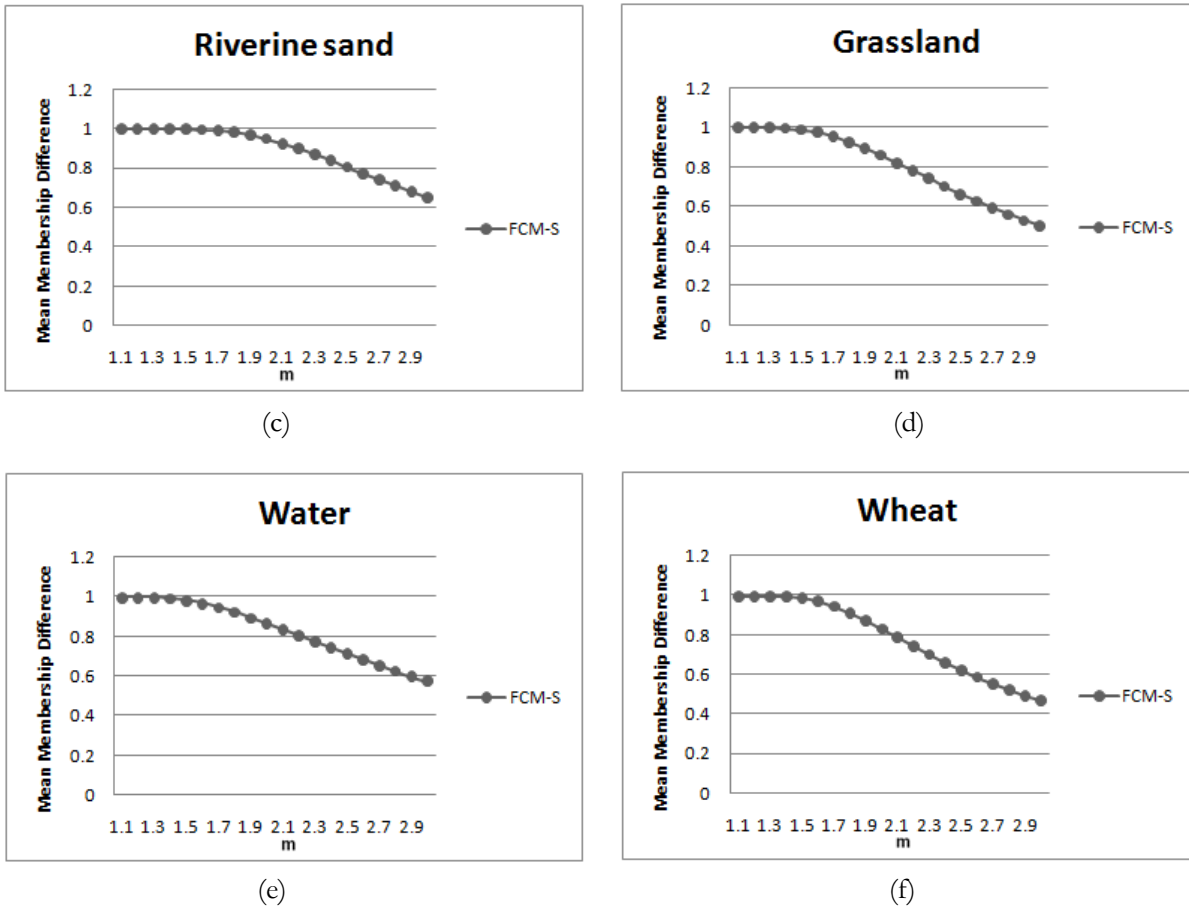 Riverine sand
Mean Membership Difference
1.2
1
0.8
0.6
0.4
0.2
0
1.1 1.3 1.5 1.7 1.9 2.1 2.3 2.5 2.7 2.9
m
FCM-S
(c)
Grassland
Mean Membership Difference
1.2
1
0.8
0.6
0.4
0.2
0
1.1 1.3 1.5 1.7 1.9 2.1 2.3 2.5 2.7 2.9
m
FCM-S
(d)
Water
Mean Membership Difference
1.2
1
0.8
0.6
0.4
0.2
0
1.1 1.3 1.5 1.7 1.9 2.1 2.3 2.5 2.7 2.9
m
FCM-S
(e)
Wheat
Mean Membership Difference
1.2
1
0.8
0.6
0.4
0.2
0
1.1 1.3 1.5 1.7 1.9 2.1 2.3 2.5 2.7 2.9
m
FCM-S
(f)